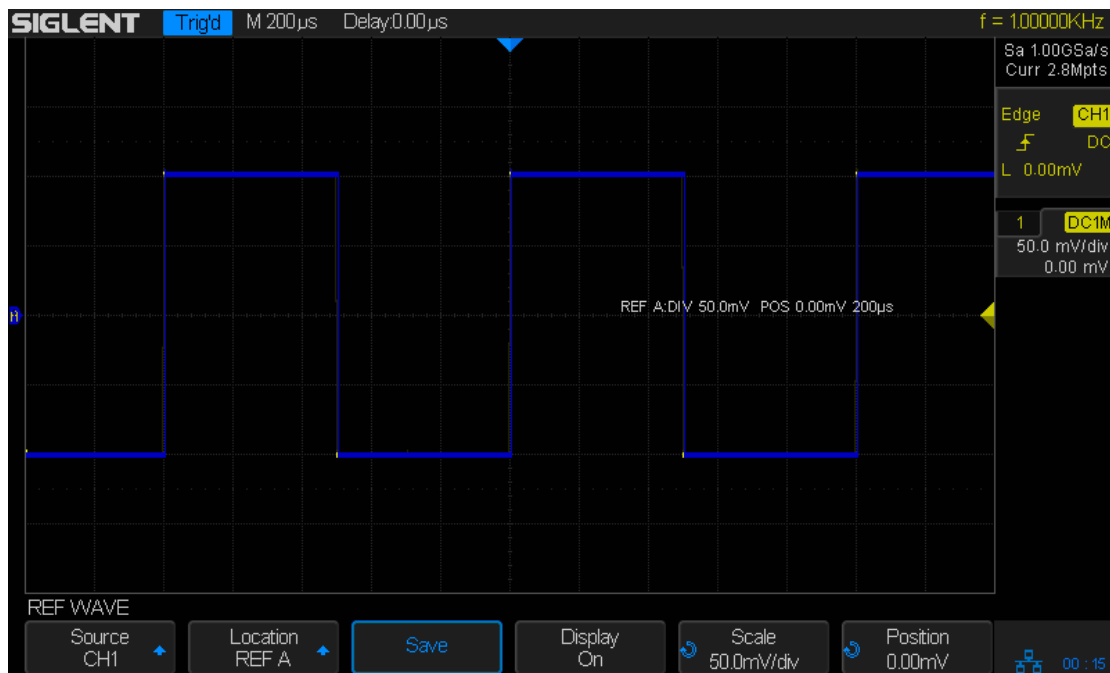 SIGLENT Trig'd M 200µs Delay:0.00µs f = 1.00000KHz
Sa 1.00GSa/s
Curr 2.8Mpts
Edge CH1
DC
L 0.00mV
1 DC1M
50.0 mV/div
0.00 mV
REF A:DIV 50.0mV POS 0.00mV 200µs
REF WAVE
Source
CH1
Location
REF A
Save
Display
On
Scale
50.0mV/div
Position
0.00mV
00 : 15